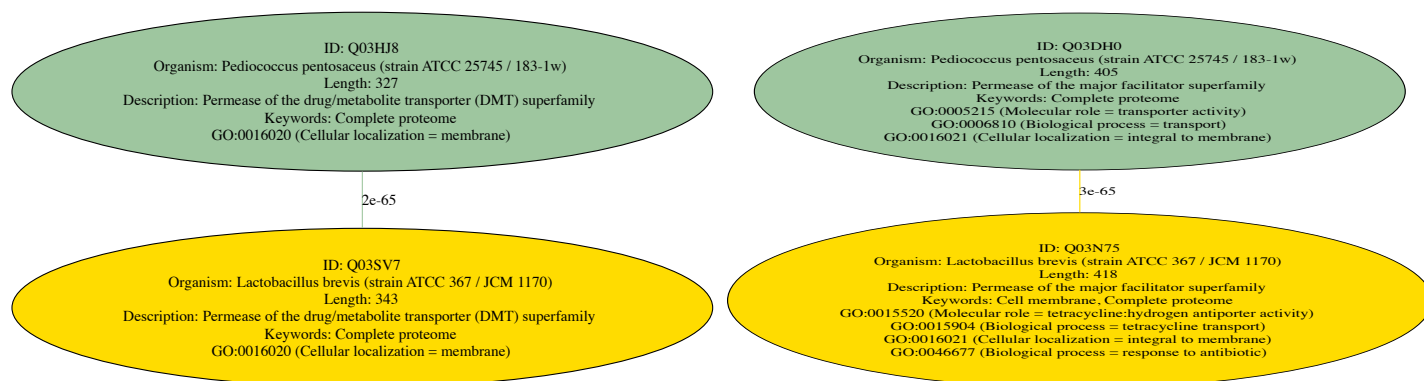 ID: Q03HJ8
Organism: Pediococcus pentosaceus (strain ATCC 25745 / 183-1w)
Length: 327
Description: Permease of the drug/metabolite transporter (DMT) superfamily
Keywords: Complete proteome
GO:0016020 (Cellular localization = membrane)
2e-65
ID: Q03SV7
Organism: Lactobacillus brevis (strain ATCC 367 / JCM 1170)
Length: 343
Description: Permease of the drug/metabolite transporter (DMT) superfamily
Keywords: Complete proteome
GO:0016020 (Cellular localization = membrane)
ID: Q03DH0
Organism: Pediococcus pentosaceus (strain ATCC 25745 / 183-1w)
Length: 405
Description: Permease of the major facilitator superfamily
Keywords: Complete proteome
GO:0005215 (Molecular role = transporter activity)
GO:0006810 (Biological process = transport)
GO:0016021 (Cellular localization = integral to membrane)
3e-65
ID: Q03N75
Organism: Lactobacillus brevis (strain ATCC 367 / JCM 1170)
Length: 418
Description: Permease of the major facilitator superfamily
Keywords: Cell membrane, Complete proteome
GO:0015520 (Molecular role = tetracycline:hydrogen antiporter activity)
GO:0015904 (Biological process = tetracycline transport)
GO:0016021 (Cellular localization = integral to membrane)
GO:0046677 (Biological process = response to antibiotic)